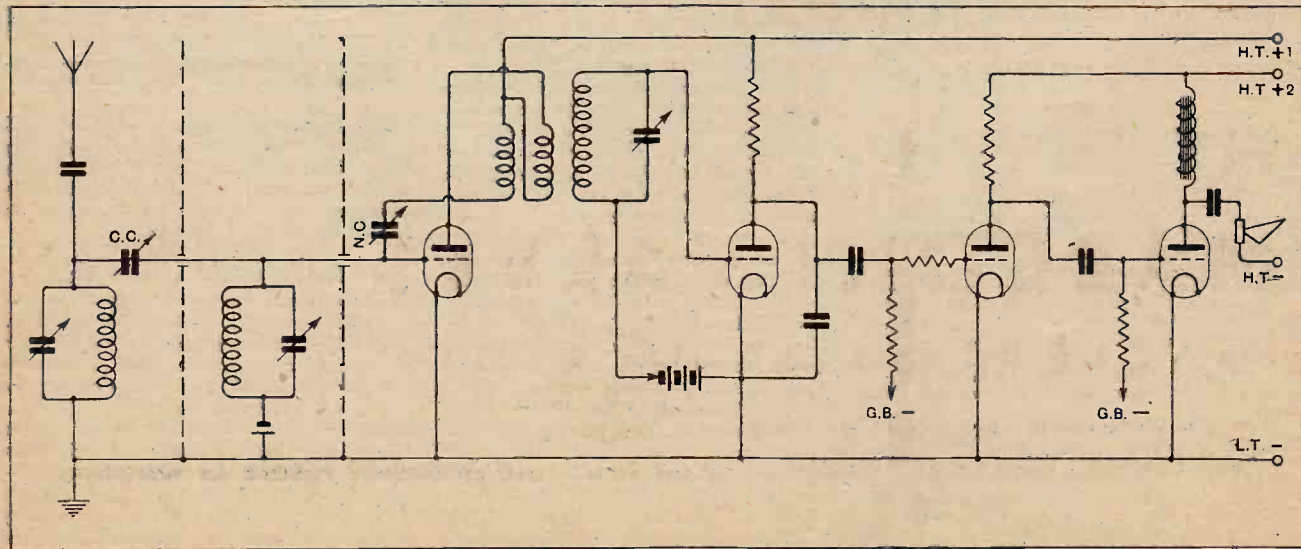 H.T.+1
H.T+2
C.C.
N.C
H.T-
G.B. -
G.B. -
L.T. -